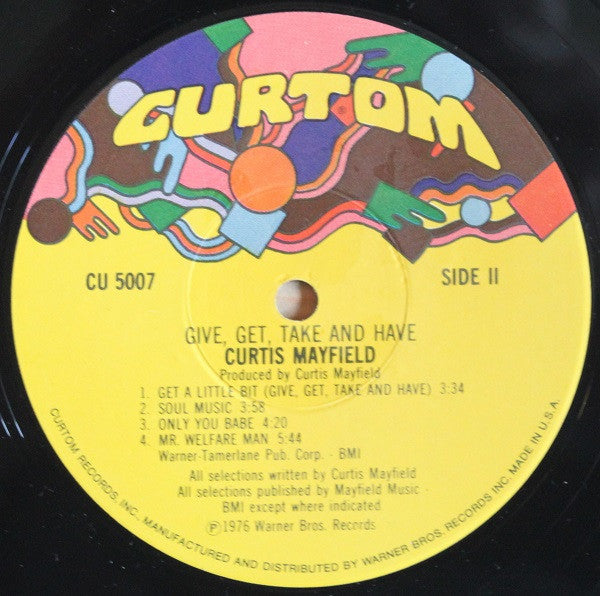 CURTOM®
CU 5007
SIDE II
GIVE, GET, TAKE AND HAVE
CURTIS MAYFIELD
Produced by Curtis Mayfield
1. GET A LITTLE BIT (GIVE, GET, TAKE AND HAVE) 3:34
2. SOUL MUSIC 3:58
3. ONLY YOU BABE 4:20
4. MR. WELFARE MAN 5:44
Warner-Tamerlane Pub. Corp. - BMI
All selections written by Curtis Mayfield
All selections published by Mayfield Music
BMI except where indicated
℗1976 Warner Bros. Records
CURTOM RECORDS, INC. MANUFACTURED AND DISTRIBUTED BY WARNER BROS. RECORDS INC. MADE IN U.S.A.